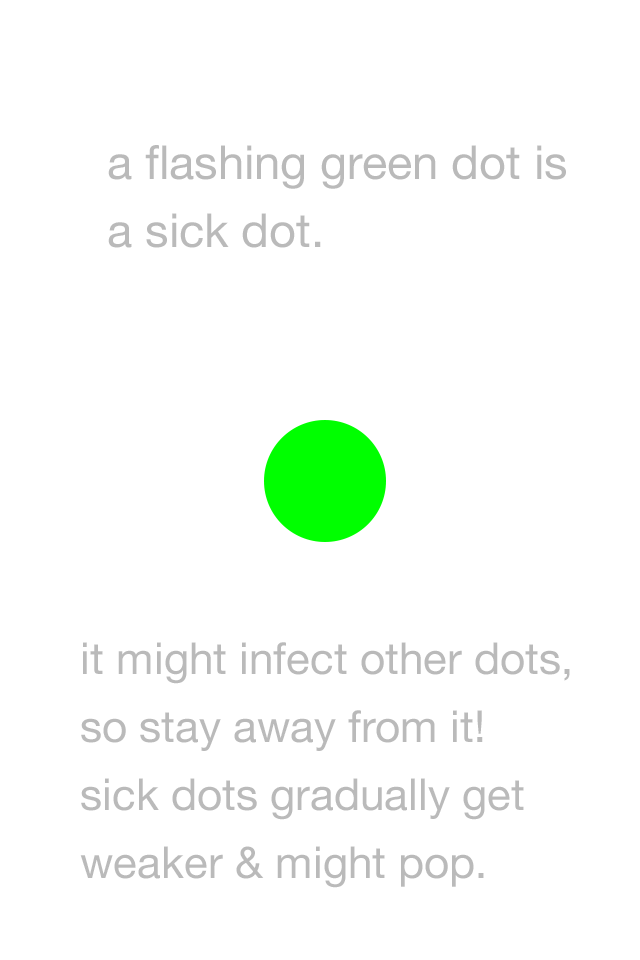 a flashing green dot is
a sick dot.
it might infect other dots,
so stay away from it!
sick dots gradually get
weaker & might pop.